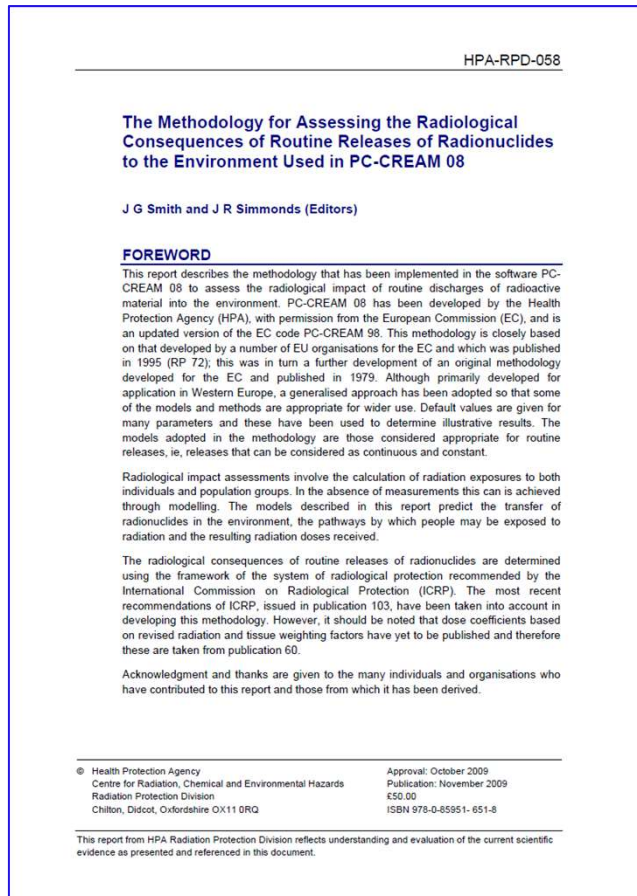 HPA-RPD-058
The Methodology for Assessing the Radiological
Consequences of Routine Releases of Radionuclides
to the Environment Used in PC-CREAM 08
J G Smith and J R Simmonds (Editors)
FOREWORD
This report describes the methodology that has been implemented in the software PC-
CREAM 08 to assess the radiological impact of routine discharges of radioactive
material into the environment. PC-CREAM 08 has been developed by the Health
Protection Agency (HPA), with permission from the European Commission (EC), and is
an updated version of the EC code PC-CREAM 98. This methodology is closely based
on that developed by a number of EU organisations for the EC and which was published
in 1995 (RP 72); this was in turn a further development of an original methodology
developed for the EC and published in 1979. Although primarily developed for
application in Western Europe, a generalised approach has been adopted so that some
of the models and methods are appropriate for wider use. Default values are given for
many parameters and these have been used to determine illustrative results. The
models adopted in the methodology are those considered appropriate for routine
releases, ie, releases that can be considered as continuous and constant.
Radiological impact assessments involve the calculation of radiation exposures to both
individuals and population groups. In the absence of measurements this can is achieved
through modelling. The models described in this report predict the transfer of
radionuclides in the environment, the pathways by which people may be exposed to
radiation and the resulting radiation doses received.
The radiological consequences of routine releases of radionuclides are determined
using the framework of the system of radiological protection recommended by the
International Commission on Radiological Protection (ICRP). The most recent
recommendations of ICRP, issued in publication 103, have been taken into account in
developing this methodology. However, it should be noted that dose coefficients based
on revised radiation and tissue weighting factors have yet to be published and therefore
these are taken from publication 60.
Acknowledgment and thanks are given to the many individuals and organisations who
have contributed to this report and those from which it has been derived.
© Health Protection Agency
Centre for Radiation, Chemical and Environmental Hazards
Radiation Protection Division
Chilton, Didcot, Oxfordshire OX11 0RQ
Approval: October 2009
Publication: November 2009
£50.00
ISBN 978-0-85951- 651-8
This report from HPA Radiation Protection Division reflects understanding and evaluation of the current scientific
evidence as presented and referenced in this document.